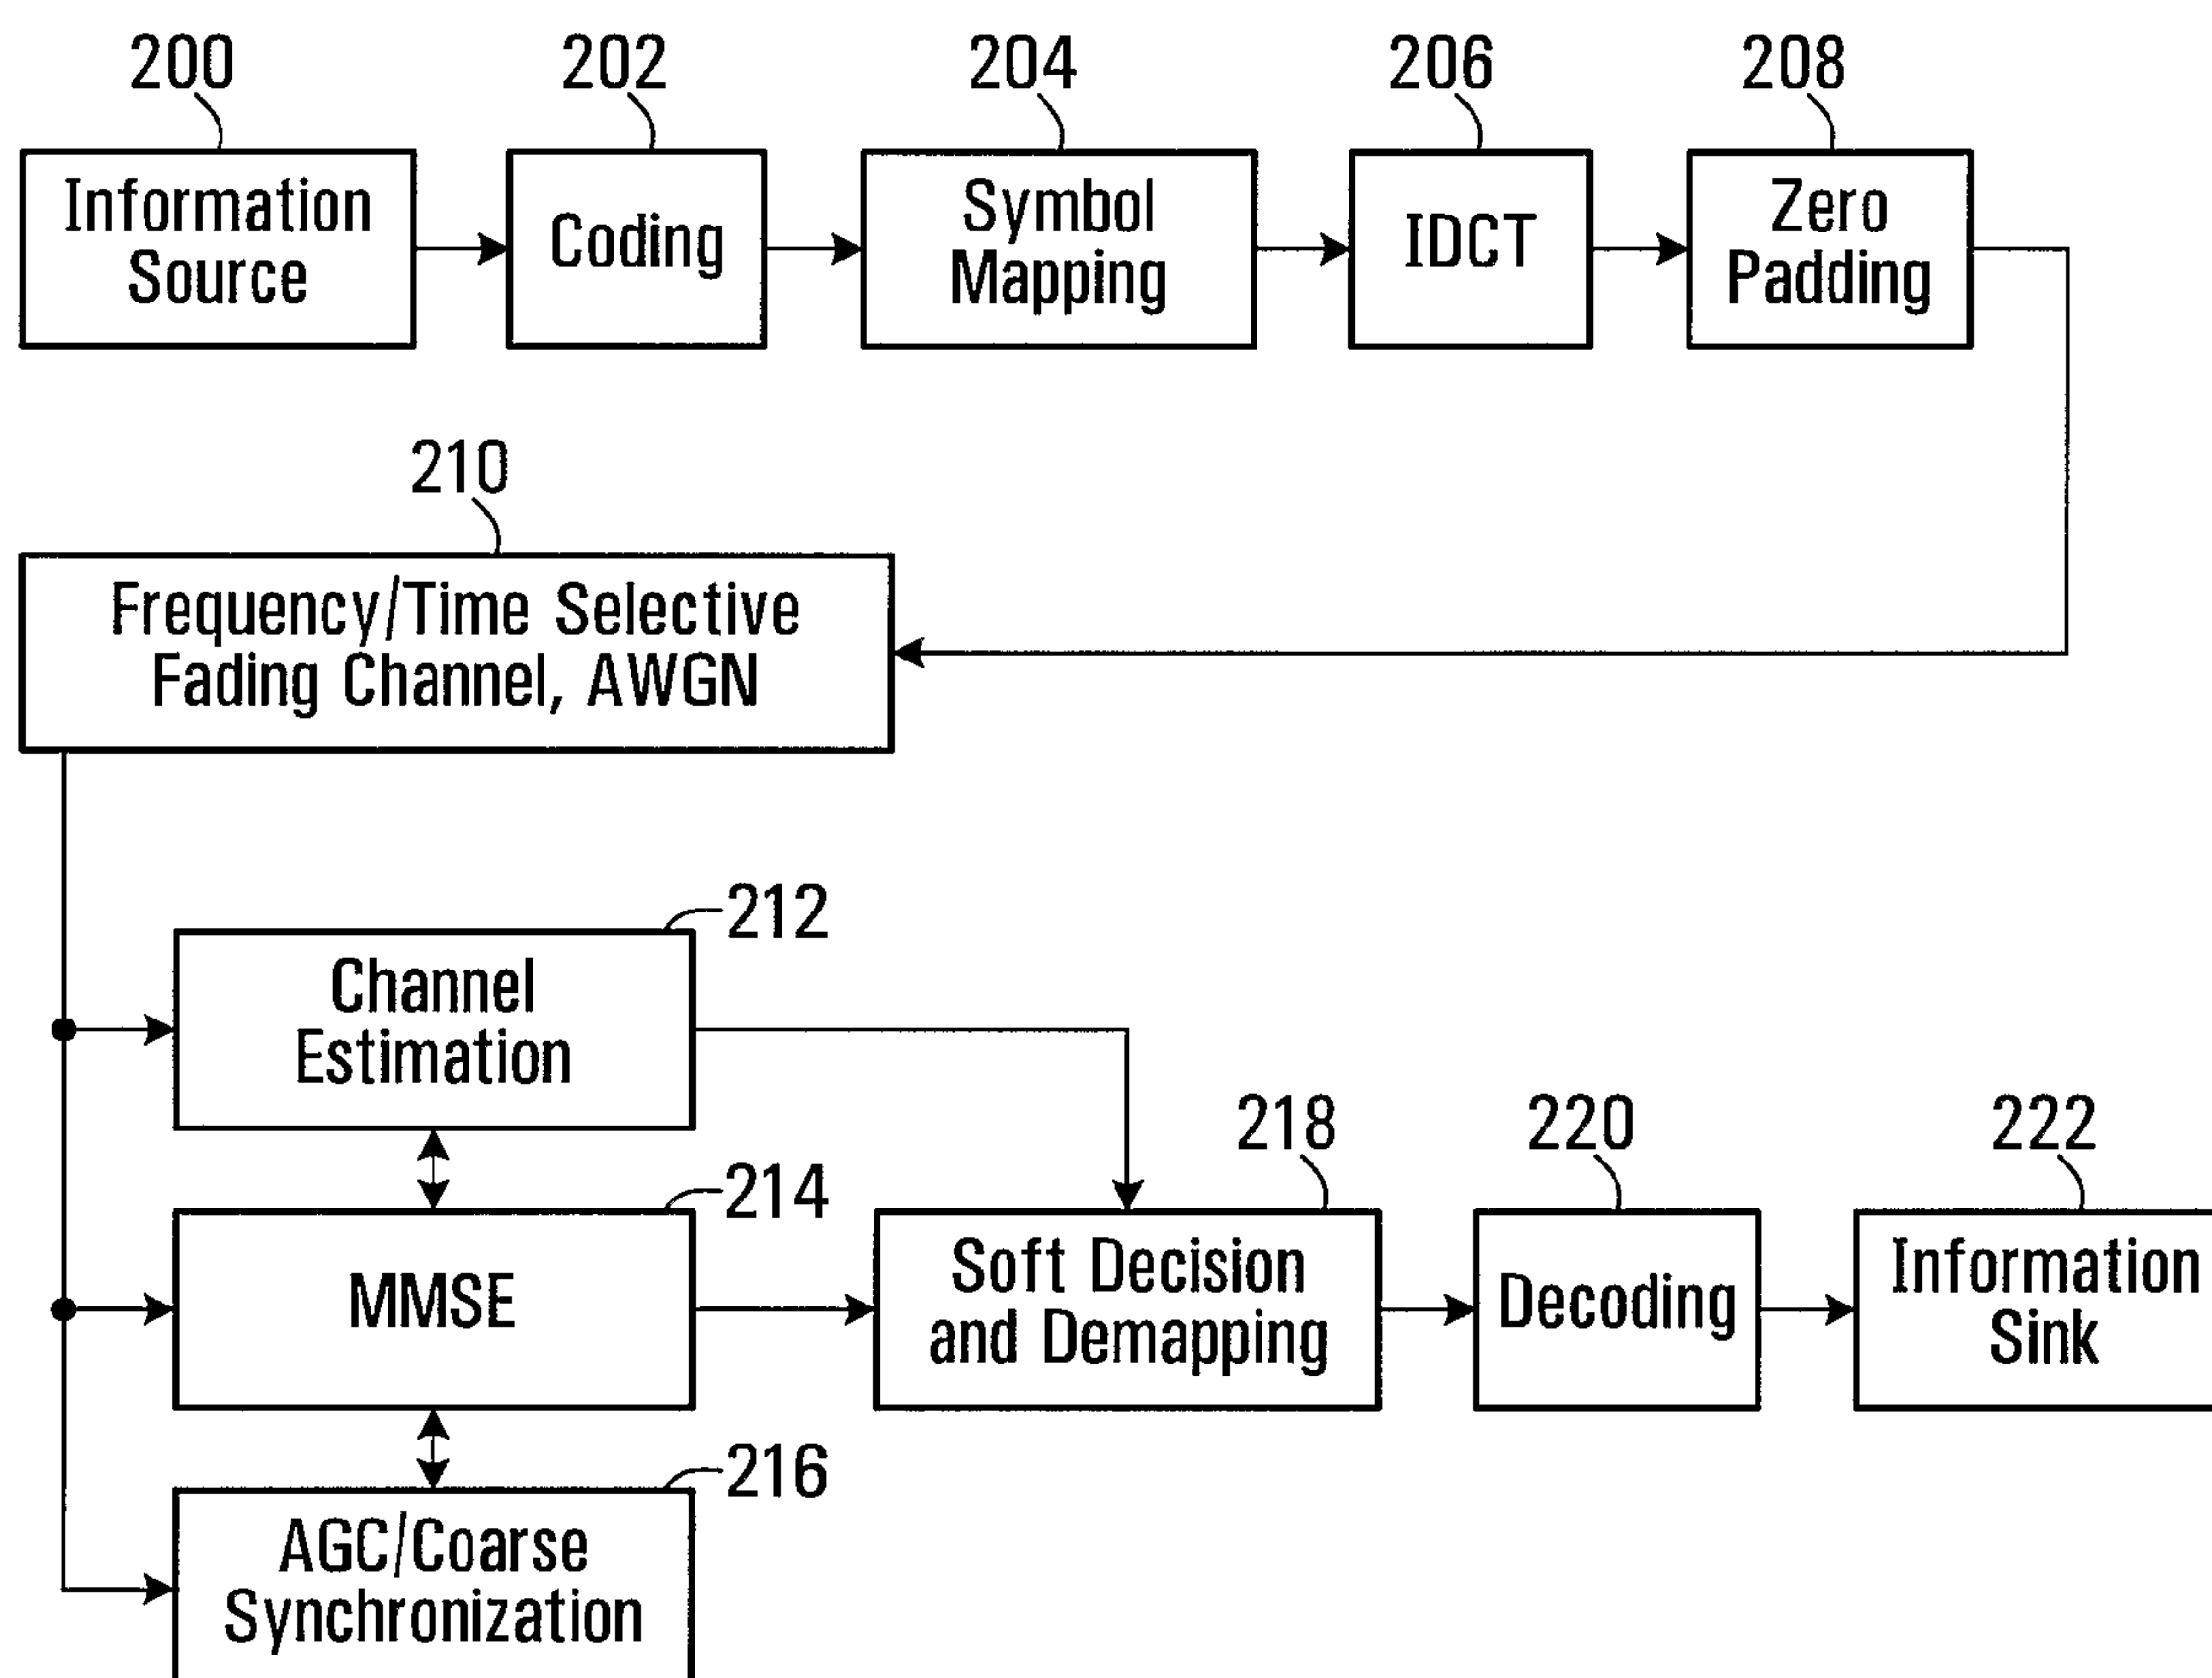 200
202
204
206
208
Information
Source
Coding
Symbol
Mapping
IDCT
Zero
Padding
210
Frequency/Time Selective
Fading Channel, AWGN
212
Channel
Estimation
214
MMSE
218
Soft Decision
and Demapping
220
Decoding
222
Information
Sink
216
AGC/Coarse
Synchronization